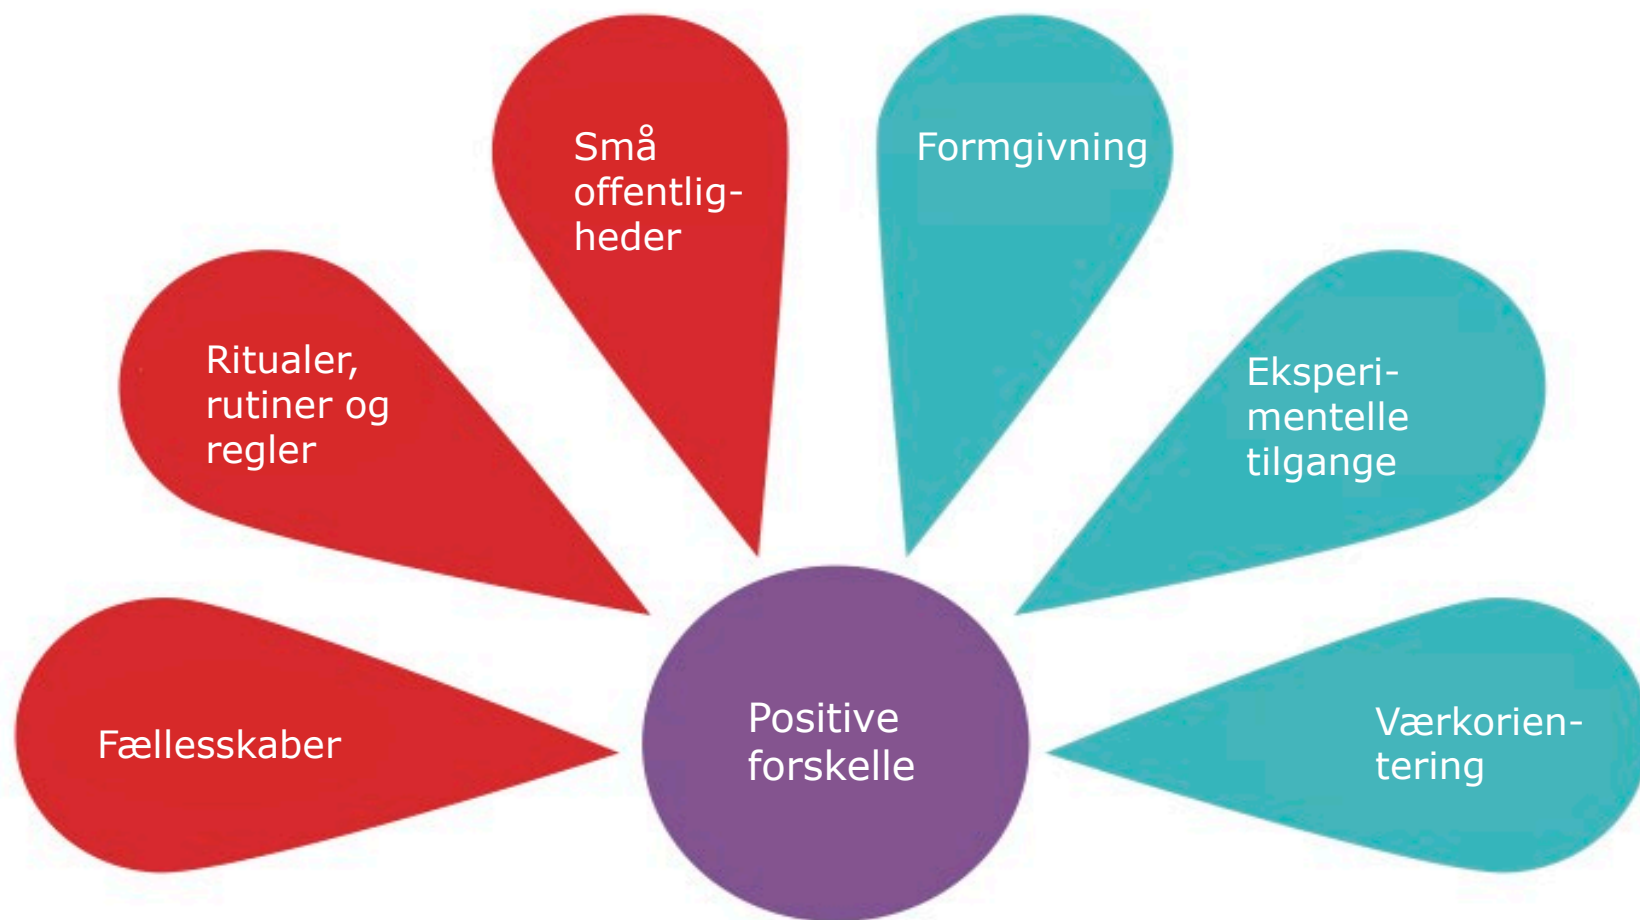 Små
offentlig-
heder
Formgivning
Ritualer,
rutiner og
regler
Eksperi-
mentelle
tilgange
Fællesskaber
Positive
forskelle
Værkorien-
tering